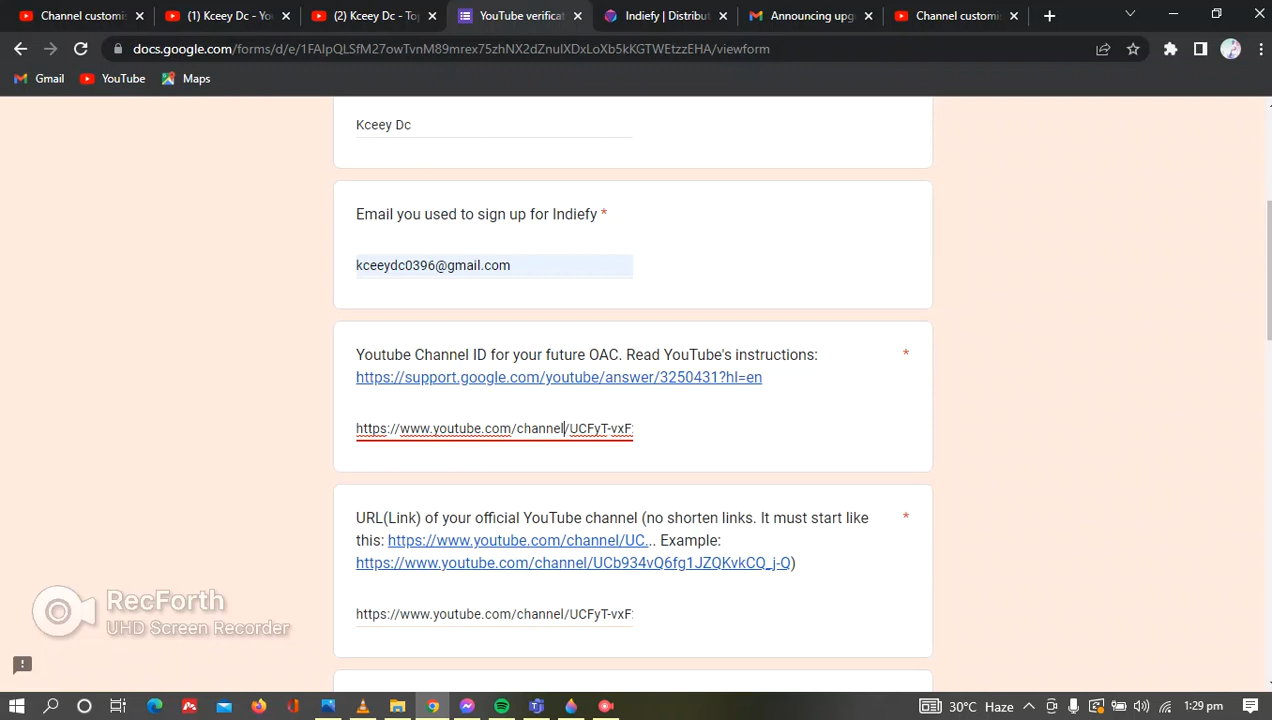 Channel customis
(1) Kceey Dc - Yo
(2) Kceey Dc - Top
YouTube verificat
Indiefy | Distribut
Announcing upg
Channel customis
docs.google.com/forms/d/e/1FAIpQLSfM27owTvnM89mrex75zhNX2dZnuIXDxLoXb5kKGTWEtzzEHA/viewform
Gmail
YouTube
Maps
Kceey Dc
Email you used to sign up for Indiefy *
kceeydc0396@gmail.com
Youtube Channel ID for your future OAC. Read YouTube's instructions: *
https://support.google.com/youtube/answer/3250431?hl=en
https://www.youtube.com/channel/UCFyT-vxF
URL(Link) of your official YouTube channel (no shorten links. It must start like *
this: https://www.youtube.com/channel/UC... Example:
https://www.youtube.com/channel/UCb934vQ6fg1JZQKvkCQ_j-Q)
https://www.youtube.com/channel/UCFyT-vxF
RecForth
UHD Screen Recorder
30°C Haze
1:29 pm